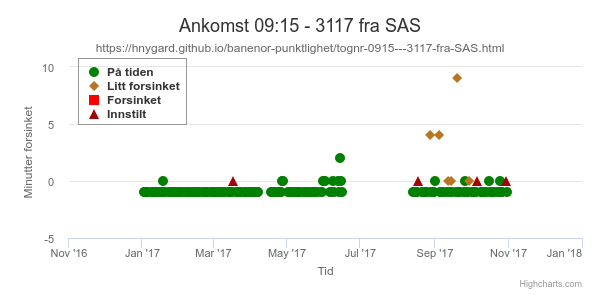 Ankomst 09:15 - 3117 fra SAS
https://hnygard.github.io/banenor-punktlighet/tognr-0915---3117-fra-SAS.html
På tiden
Litt forsinket
Forsinket
Innstilt
Minutter forsinket
10
5
0
-5
Nov '16
Jan '17
Mar '17
May '17
Sep '17
Nov '17
Jan '18
Tid
Highcharts.com